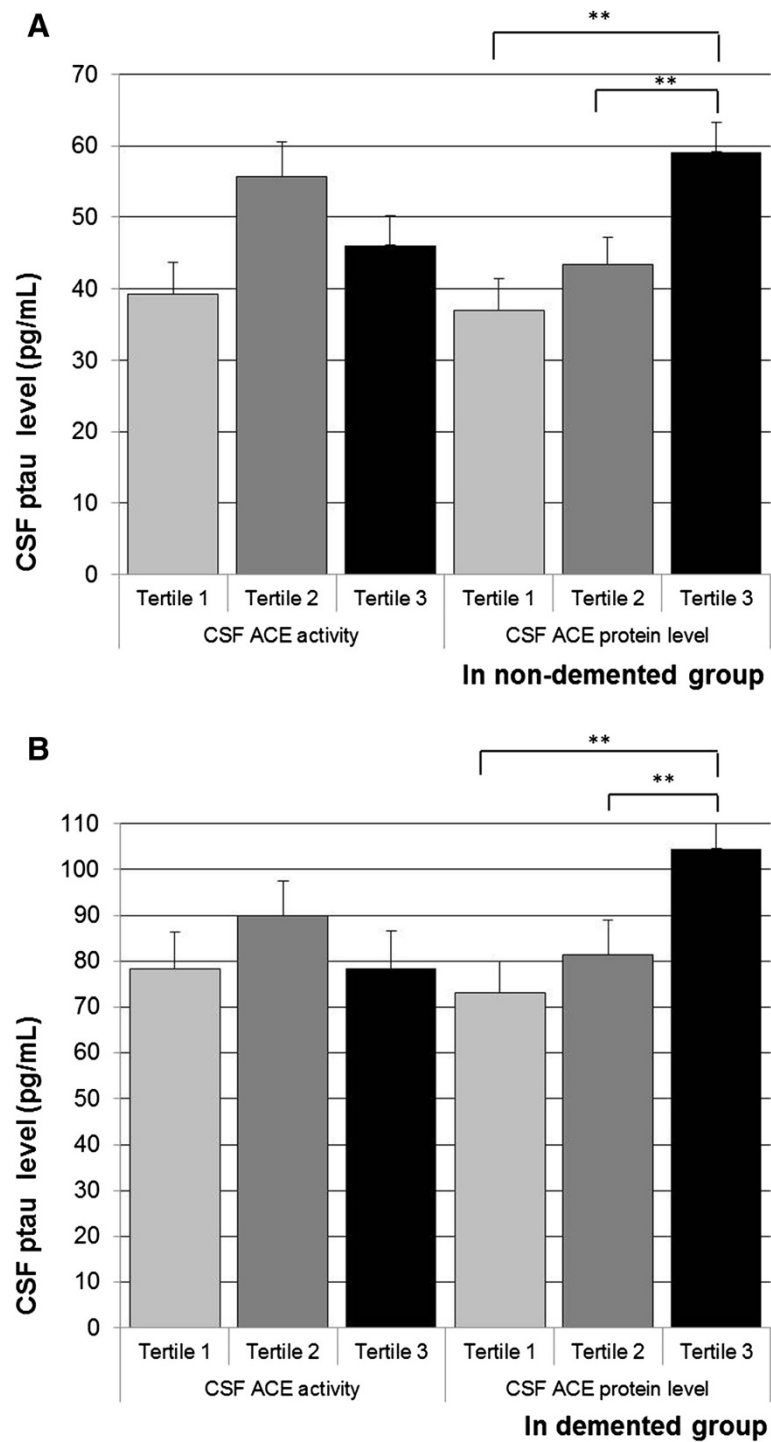 A
**
**
70
60
50
40
30
20
10
0
CSF ptau level (pg/mL)
Tertile 1 Tertile 2 Tertile 3 Tertile 1 Tertile 2 Tertile 3
CSF ACE activity CSF ACE protein level
In non-demented group
B
**
**
110
100
90
80
70
60
50
40
30
20
10
0
CSF ptau level (pg/mL)
Tertile 1 Tertile 2 Tertile 3 Tertile 1 Tertile 2 Tertile 3
CSF ACE activity CSF ACE protein level
In demented group